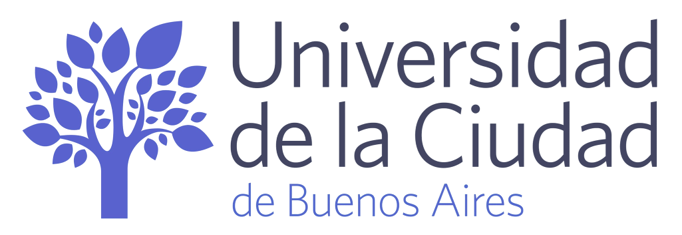 Universidad
de la Ciudad
de Buenos Aires